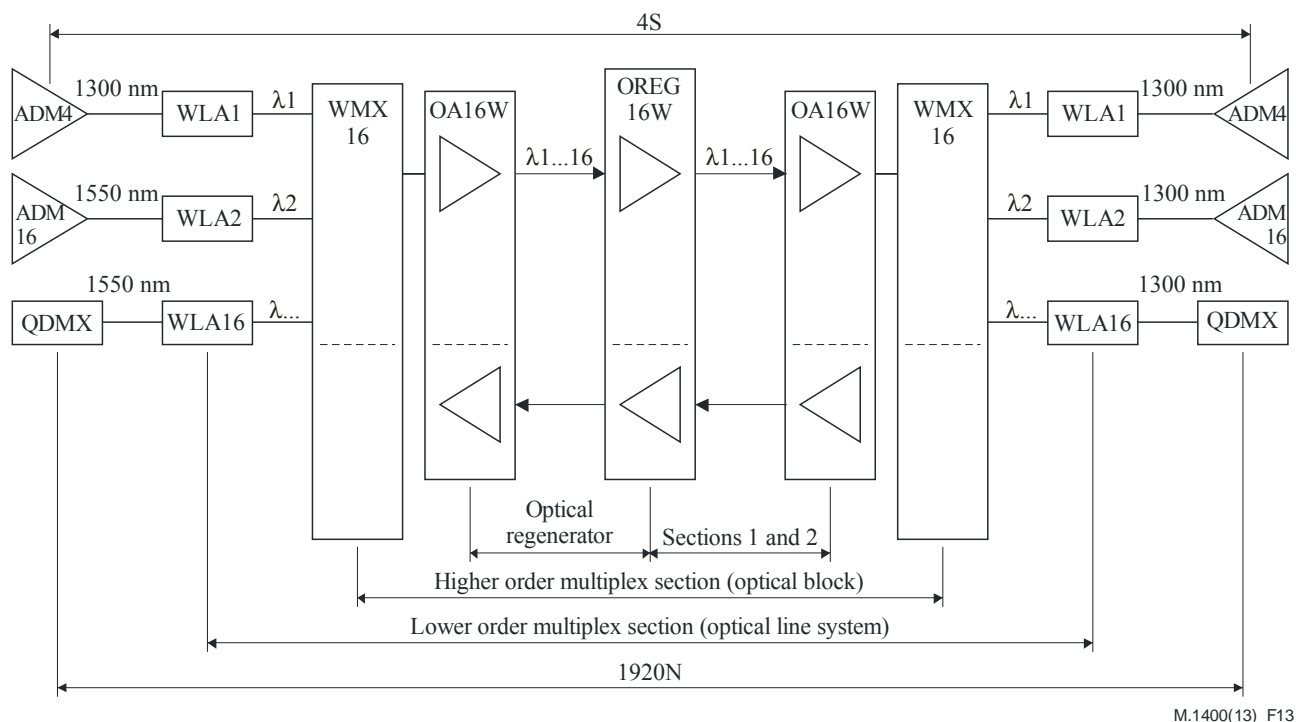 4S
1300 nm
ADM4
WLA1
λ1
WMX
16
OA16W
OREG
16W
OA16W
WMX
16
λ1
WLA1
1300 nm
ADM4
λ1...16
λ1...16
1550 nm
ADM
16
WLA2
λ2
λ2
WLA2
1300 nm
ADM
16
1550 nm
QDMX
WLA16
λ...
λ...
WLA16
1300 nm
QDMX
Optical
regenerator
Sections 1 and 2
Higher order multiplex section (optical block)
Lower order multiplex section (optical line system)
1920N
M.1400(13)_F13